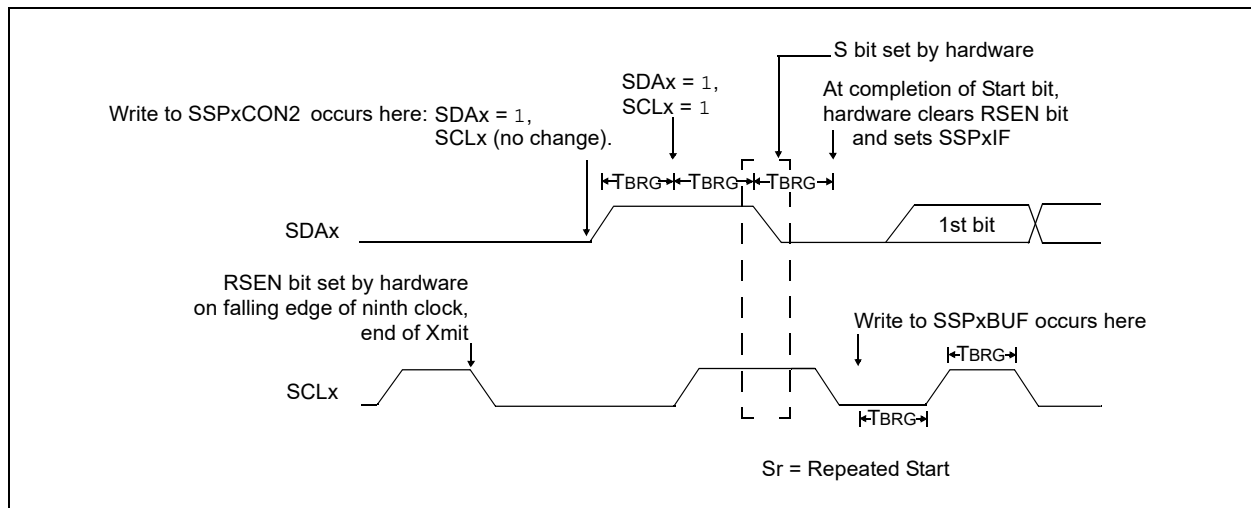 S bit set by hardware
SDAx = 1,
SCLx = 1
At completion of Start bit,
hardware clears RSEN bit
and sets SSPxIF
Write to SSPxCON2 occurs here: SDAx = 1,
SCLx (no change).
TBRG TBRG TBRG
SDAx
1st bit
RSEN bit set by hardware
on falling edge of ninth clock,
end of Xmit
Write to SSPxBUF occurs here
TBRG
SCLx
TBRG
Sr = Repeated Start